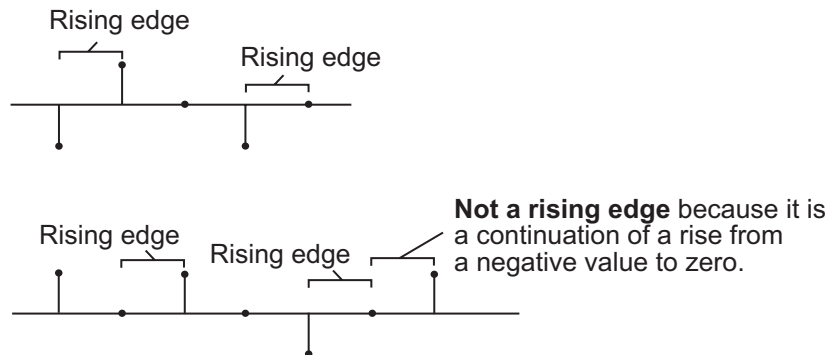 Rising edge
Rising edge
Not a rising edge because it is
a continuation of a rise from
a negative value to zero.
Rising edge
Rising edge